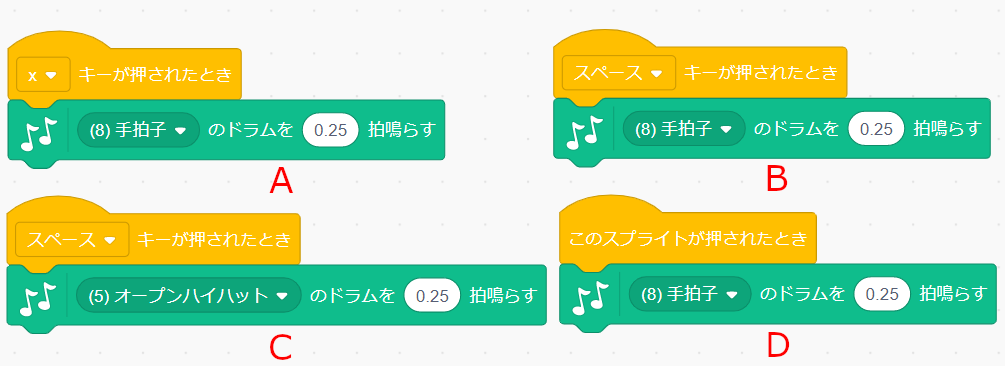 x キーが押されたとき
(8) 手拍子 のドラムを 0.25 拍鳴らす
A
スペース キーが押されたとき
(8) 手拍子 のドラムを 0.25 拍鳴らす
B
スペース キーが押されたとき
(5) オープンハイハット のドラムを 0.25 拍鳴らす
C
このスプライトが押されたとき
(8) 手拍子 のドラムを 0.25 拍鳴らす
D